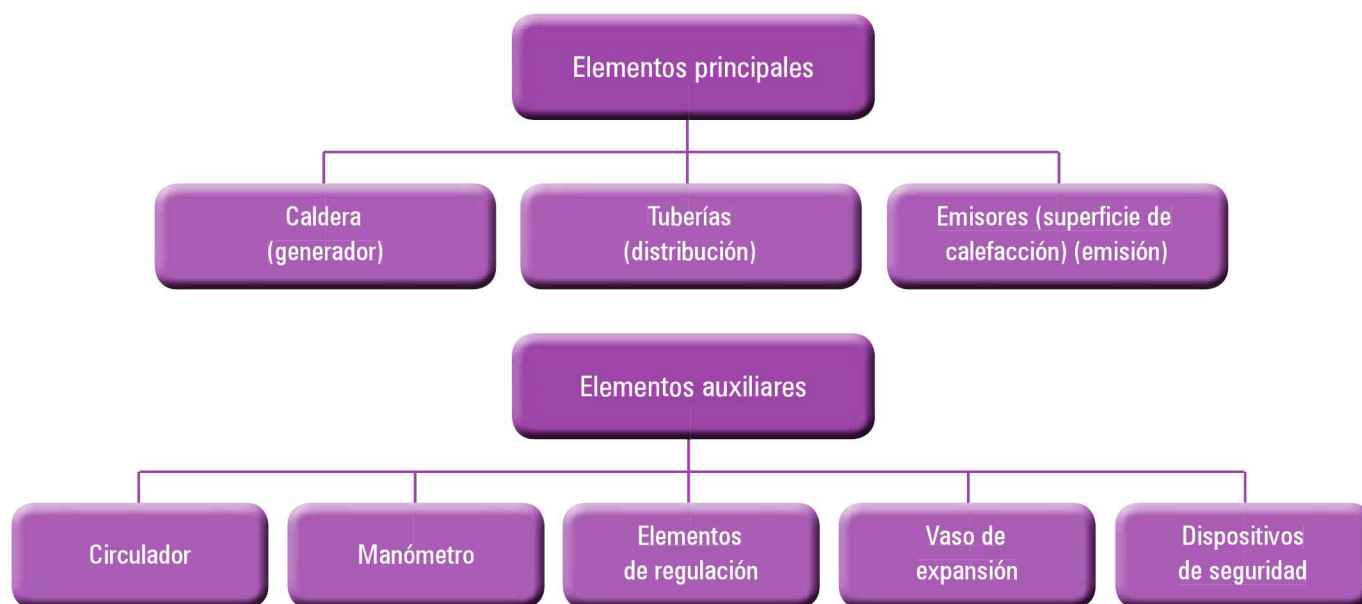 Elementos principales
Caldera
(generador)
Tuberías
(distribución)
Emisores (superficie de
calefacción) (emisión)
Elementos auxiliares
Circulador
Manómetro
Elementos
de regulación
Vaso de
expansión
Dispositivos
de seguridad